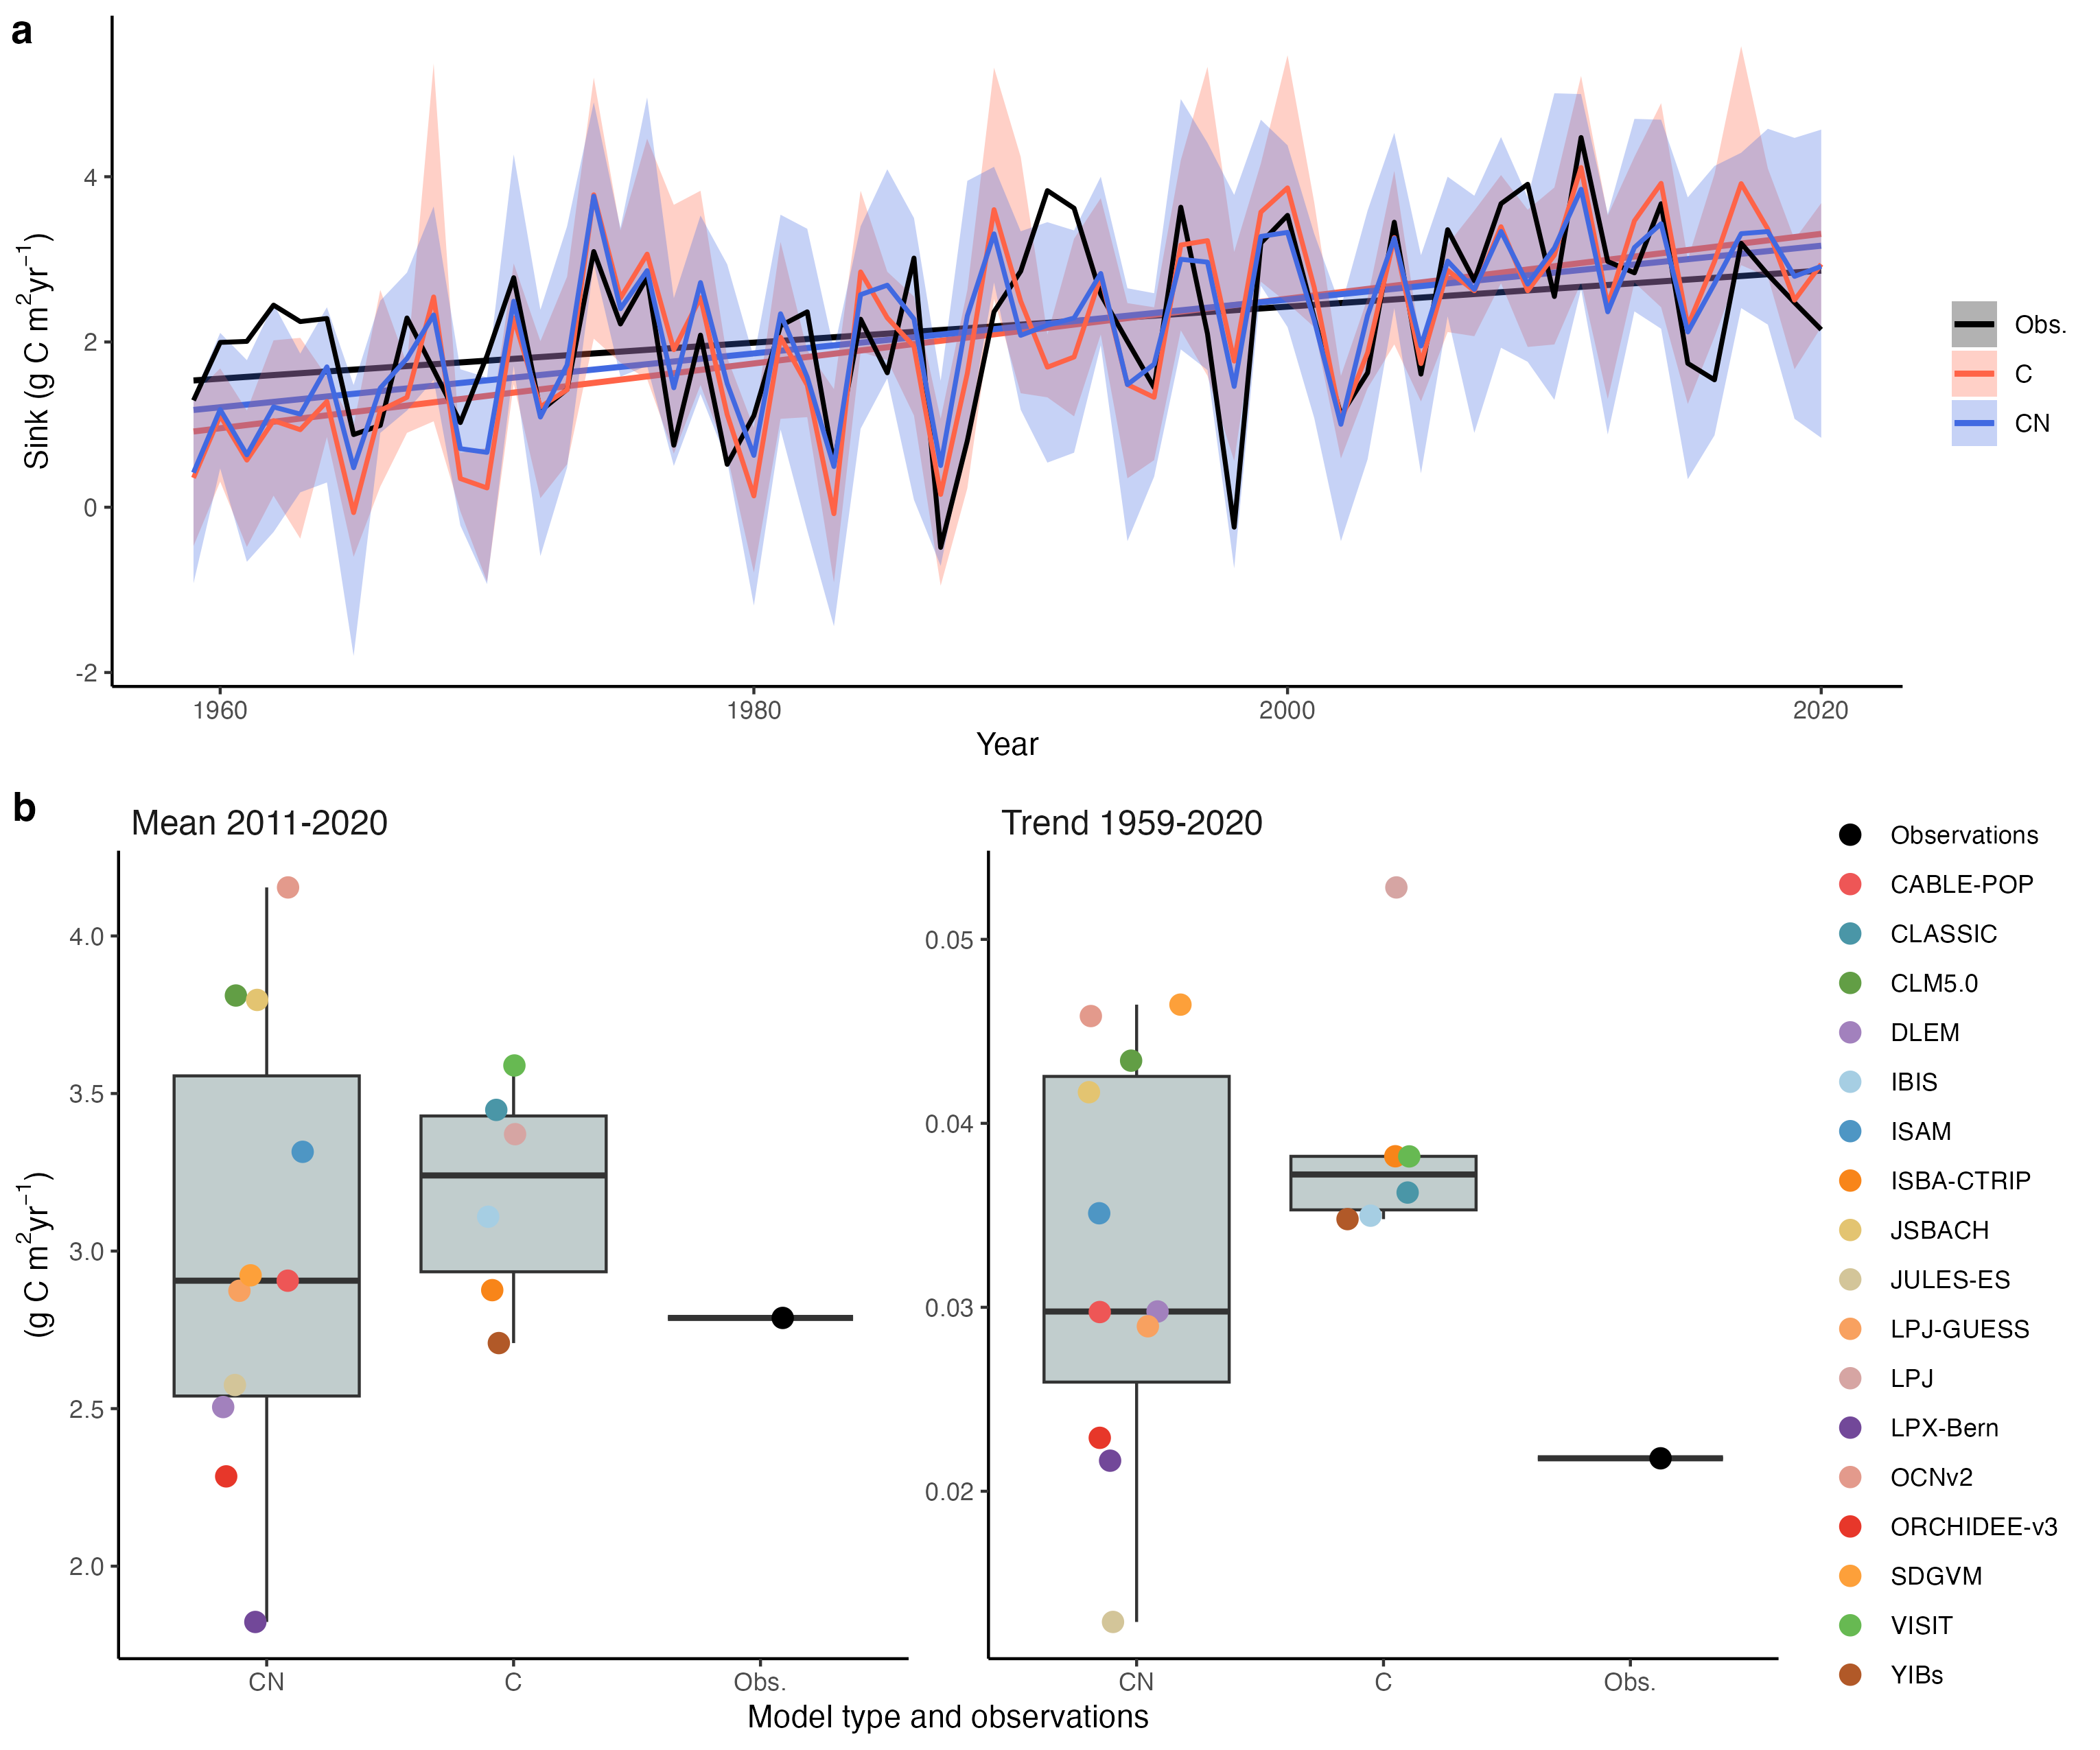 a
4
2
0
-2
Sink (g C m²yr⁻¹)
1960
1980
2000
2020
Year
Obs.
C
CN
b
Mean 2011-2020
Trend 1959-2020
4.0
3.5
3.0
2.5
2.0
(g C m²yr⁻¹)
0.05
0.04
0.03
0.02
CN
C
Obs.
CN
C
Obs.
Model type and observations
Observations
CABLE-POP
CLASSIC
CLM5.0
DLEM
IBIS
ISAM
ISBA-CTRIP
JSBACH
JULES-ES
LPJ-GUESS
LPJ
LPX-Bern
OCNv2
ORCHIDEE-v3
SDGVM
VISIT
YIBs